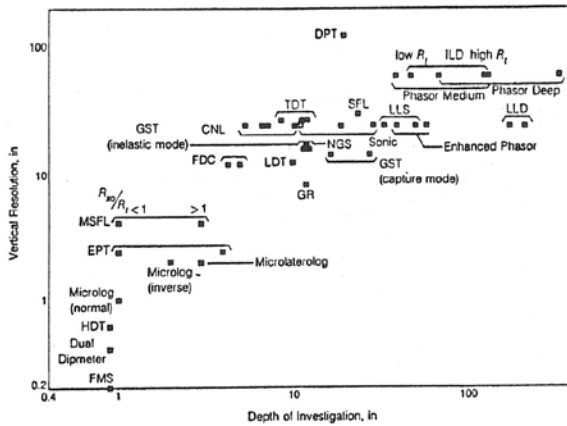 100
10
1
0.2
Vertical Resolution, in
0.4
1
10
100
Depth of Investigation, in
DPT
low Rt
ILD high Rt
Phasor Medium
Phasor Deep
TDT
SFL
LLS
LLD
CNL
GST
(inelastic mode)
NGS
Sonic
Enhanced Phasor
FDC
LDT
GST
(capture mode)
GR
Rxo/Rt < 1
> 1
MSFL
EPT
Microlog
(inverse)
Microlaterolog
Microlog
(normal)
HDT
Dual
Dipmeter
FMS